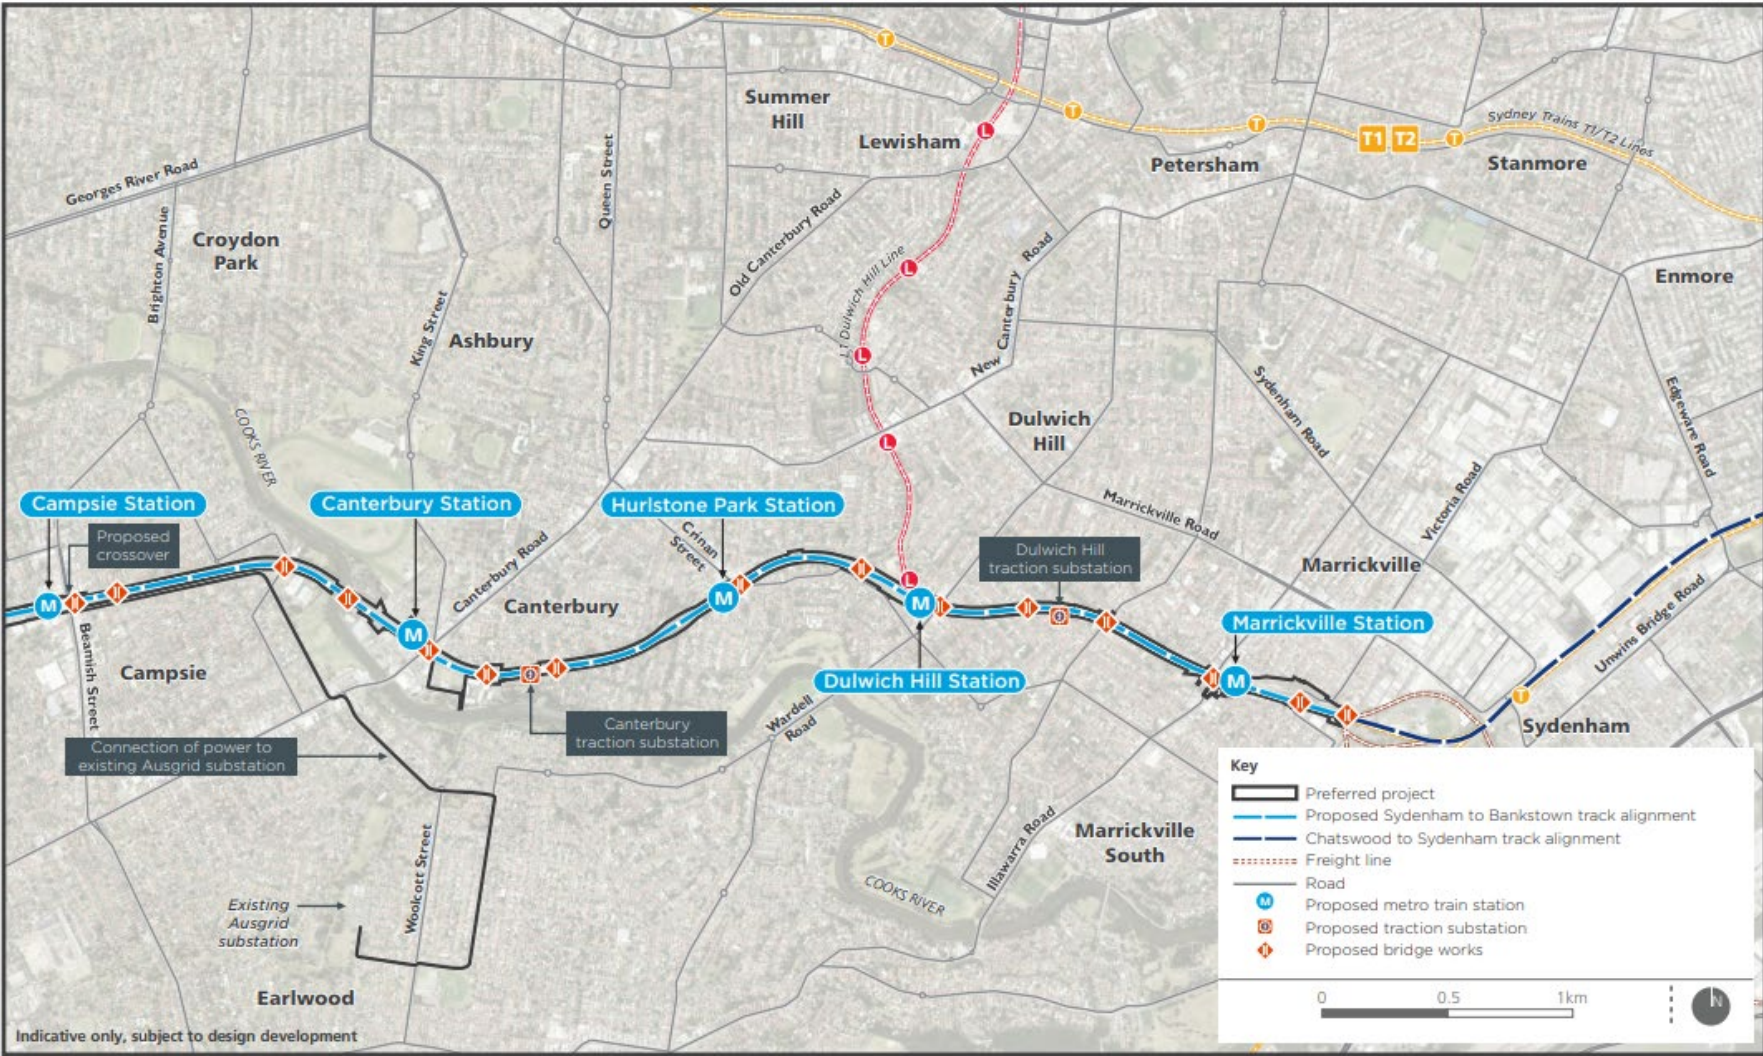 Summer
Hill
Lewisham
T
T
T
T1 T2
T
Sydney Trains T1/T2 Lines
Petersham
Stanmore
L
Georges River Road
Queen Street
Croydon
Park
Brighton Avenue
Old Canterbury Road
L1 Dulwich Hill Line
L
New Canterbury Road
Enmore
King Street
Ashbury
L
Sydenham Road
Edgeware Road
COOKS RIVER
Dulwich
Hill
L
Victoria Road
Campsie Station
Canterbury Station
Hurlstone Park Station
Marrickville Road
Proposed
crossover
Crinan
Street
Canterbury Road
Dulwich Hill
traction substation
Marrickville
L
M
M
M
M
Canterbury
Unwins Bridge Road
Beamish Street
Campsie
Marrickville Station
M
Dulwich Hill Station
T
Sydenham
Wardell
Road
Canterbury
traction substation
Connection of power to
existing Ausgrid substation
Woolcott Street
Illawarra Road
Marrickville
South
COOKS RIVER
Existing
Ausgrid
substation
Earlwood
Indicative only, subject to design development
Key
Preferred project
Proposed Sydenham to Bankstown track alignment
Chatswood to Sydenham track alignment
Freight line
Road
M Proposed metro train station
Proposed traction substation
Proposed bridge works
0 0.5 1km
N